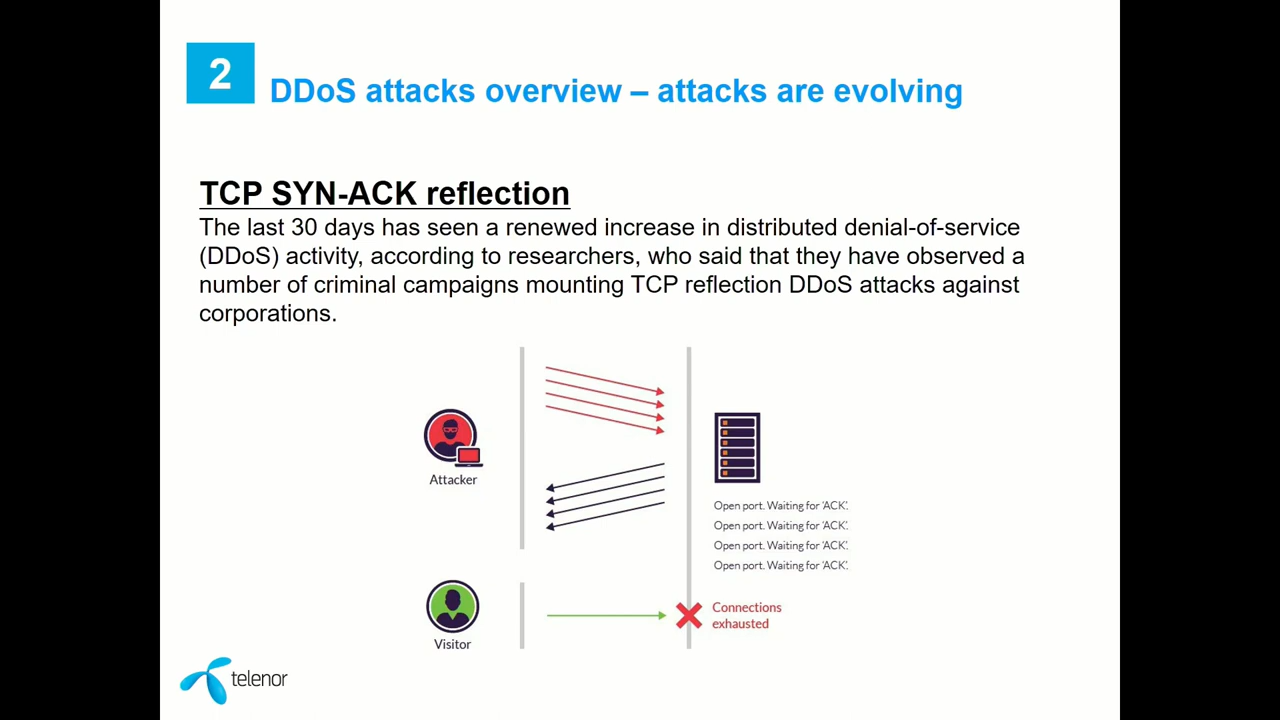 2
DDoS attacks overview – attacks are evolving
TCP SYN-ACK reflection
The last 30 days has seen a renewed increase in distributed denial-of-service
(DDoS) activity, according to researchers, who said that they have observed a
number of criminal campaigns mounting TCP reflection DDoS attacks against
corporations.
Attacker
Open port. Waiting for 'ACK'.
Open port. Waiting for 'ACK'.
Open port. Waiting for 'ACK'.
Open port. Waiting for 'ACK'.
Visitor
Connections
exhausted
telenor